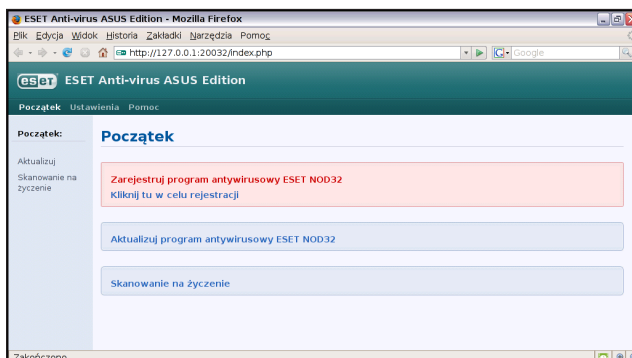 ESET Anti-virus ASUS Edition - Mozilla Firefox
Plik Edycja Widok Historia Zakładki Narzędzia Pomoc
http://127.0.0.1:20032/index.php
Google
eset ESET Anti-virus ASUS Edition
Początek Ustawienia Pomoc
Początek:
Aktualizuj
Skanowanie na
życzenie
Początek
Zarejestruj program antywirusowy ESET NOD32
Kliknij tu w celu rejestracji
Aktualizuj program antywirusowy ESET NOD32
Skanowanie na życzenie
Zakończono